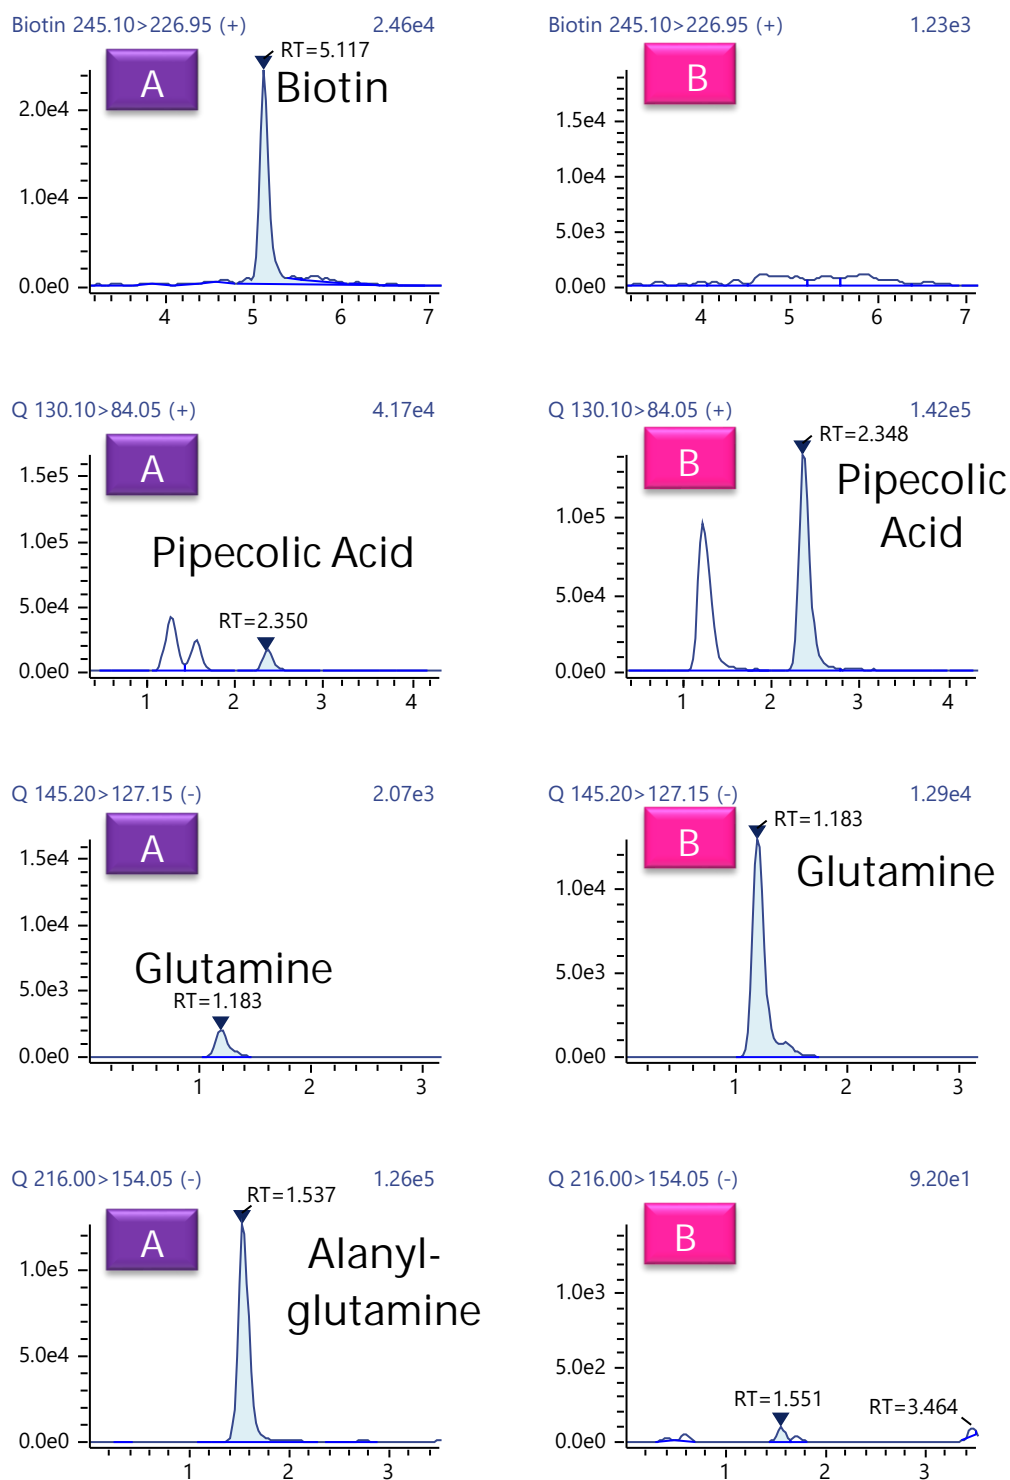 Biotin 245.10>226.95 (+) 2.46e4
A
RT=5.117
Biotin
2.0e4
1.0e4
0.0e0
4 5 6 7
Biotin 245.10>226.95 (+) 1.23e3
B
1.5e4
1.0e4
5.0e3
0.0e0
4 5 6 7
Q 130.10>84.05 (+) 4.17e4
A
1.5e5
1.0e5
Pipecolic Acid
5.0e4
RT=2.350
0.0e0
1 2 3 4
Q 130.10>84.05 (+) 1.42e5
RT=2.348
B
Pipecolic
Acid
1.0e5
5.0e4
0.0e0
1 2 3 4
Q 145.20>127.15 (-) 2.07e3
A
1.5e4
1.0e4
Glutamine
5.0e3
RT=1.183
0.0e0
1 2 3
Q 145.20>127.15 (-) 1.29e4
RT=1.183
B
Glutamine
1.0e4
5.0e3
0.0e0
1 2 3
Q 216.00>154.05 (-) 1.26e5
RT=1.537
A
Alanyl-
glutamine
1.0e5
5.0e4
0.0e0
1 2 3
Q 216.00>154.05 (-) 9.20e1
B
1.0e3
5.0e2
RT=1.551
RT=3.464
0.0e0
1 2 3